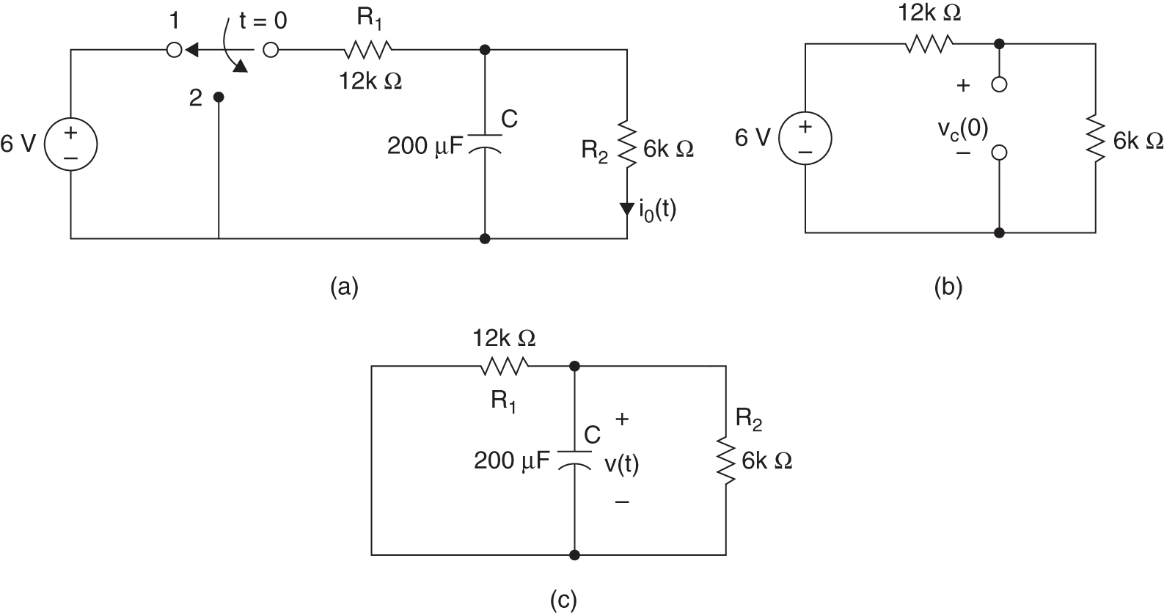 1
t = 0
R₁
12k Ω
2
6 V
+
−
C
200 μF
R₂
6k Ω
i₀(t)
(a)
12k Ω
6 V
+
−
+
v꜀(0)
−
6k Ω
(b)
12k Ω
R₁
C
200 μF
+
v(t)
−
R₂
6k Ω
(c)